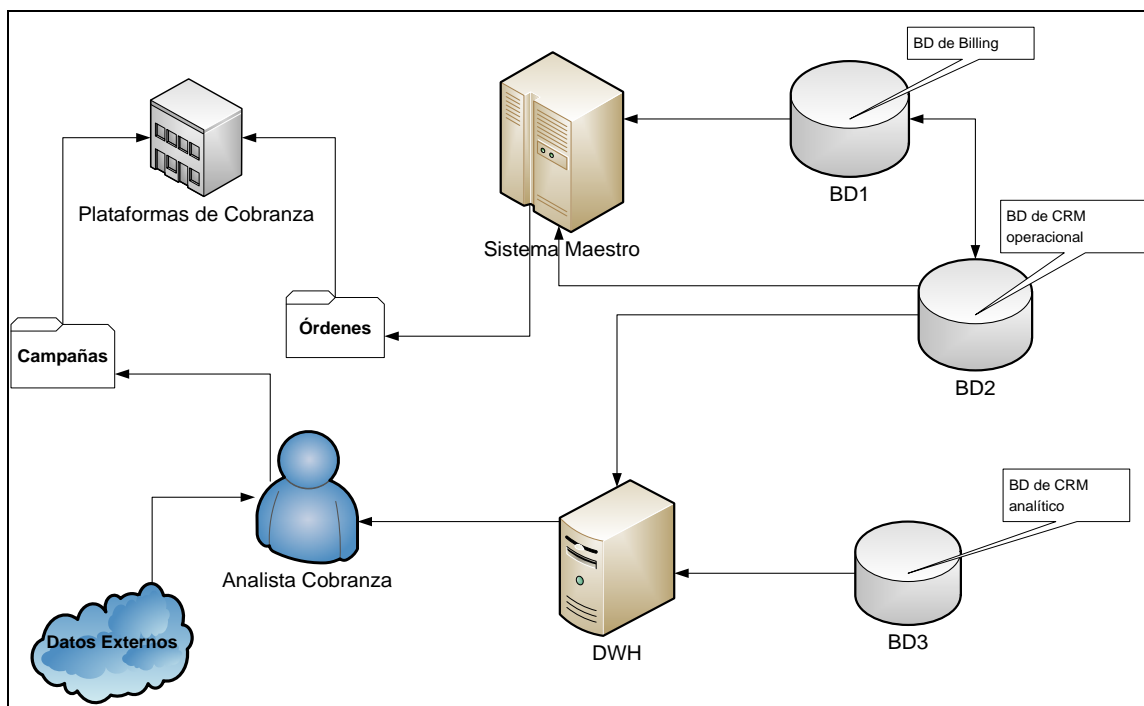 BD de Billing
Plataformas de Cobranza
Sistema Maestro
BD1
BD de CRM
operacional
Órdenes
Campañas
BD2
BD de CRM
analítico
Analista Cobranza
Datos Externos
DWH
BD3